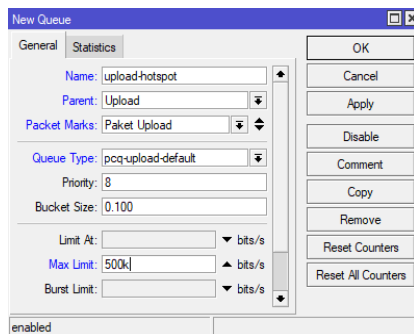 New Queue
General Statistics
Name: upload-hotspot
Parent: Upload
Packet Marks: Paket Upload
Queue Type: pcq-upload-default
Priority: 8
Bucket Size: 0.100
Limit At: bits/s
Max Limit: 500k bits/s
Burst Limit: bits/s
OK
Cancel
Apply
Disable
Comment
Copy
Remove
Reset Counters
Reset All Counters
enabled